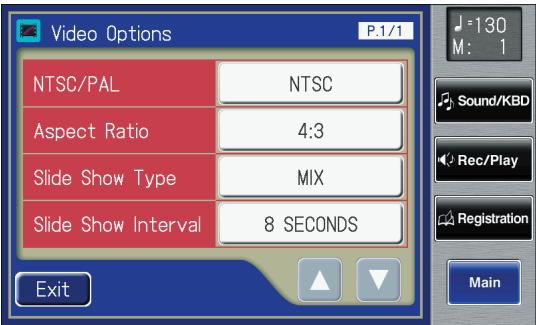 Video Options P.1/1
NTSC/PAL NTSC
Aspect Ratio 4:3
Slide Show Type MIX
Slide Show Interval 8 SECONDS
Exit
♩=130
M: 1
Sound/KBD
Rec/Play
Registration
Main